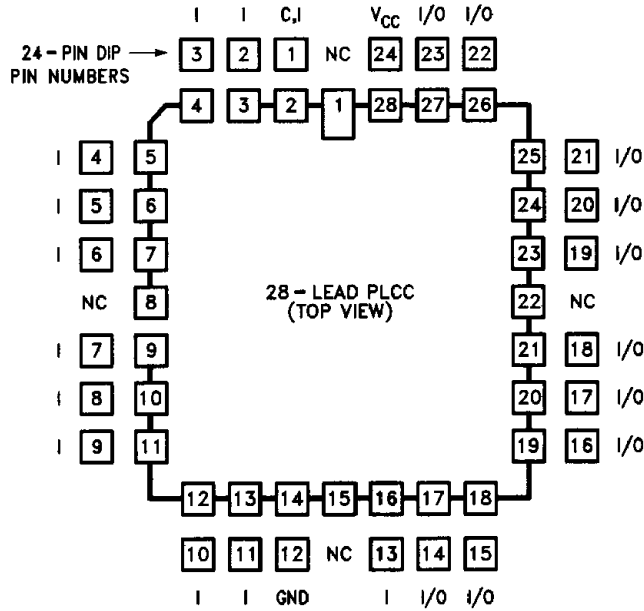 I I C,I V_CC I/O I/O
24-PIN DIP PIN NUMBERS 3 2 1 NC 24 23 22
4 3 2 1 28 27 26
I 4 5 25 21 I/O
I 5 6 24 20 I/O
I 6 7 23 19 I/O
NC 8 28-LEAD PLCC (TOP VIEW) 22 NC
I 7 9 21 18 I/O
I 8 10 20 17 I/O
I 9 11 19 16 I/O
12 13 14 15 16 17 18
10 11 12 NC 13 14 15
I I GND I I/O I/O